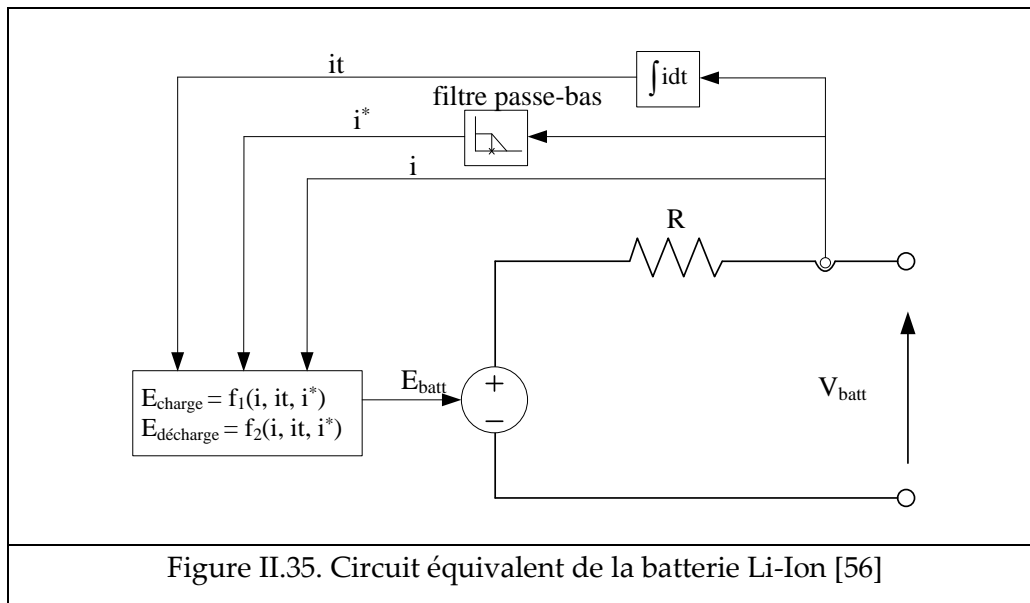 it
∫idt
filtre passe-bas
i*
i
R
E_charge = f₁(i, it, i*)
E_décharge = f₂(i, it, i*)
E_batt
+
−
V_batt
Figure II.35. Circuit équivalent de la batterie Li-Ion [56]